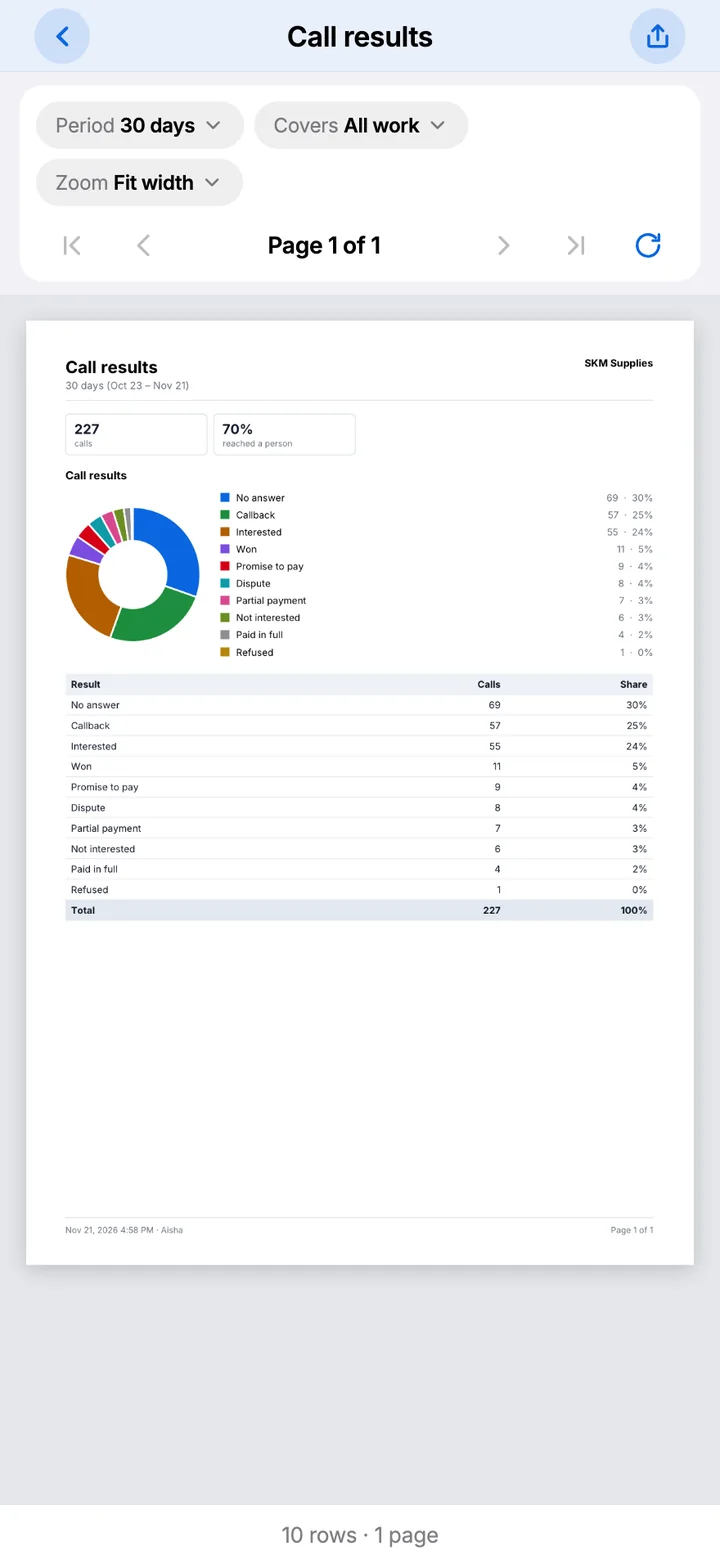 Call results
Period 30 days
Covers All work
Zoom Fit width
Page 1 of 1
Call results
SKM Supplies
30 days (Oct 23 – Nov 21)
227
calls
70%
reached a person
Call results
No answer 69 · 30%
Callback 57 · 25%
Interested 55 · 24%
Won 11 · 5%
Promise to pay 9 · 4%
Dispute 8 · 4%
Partial payment 7 · 3%
Not interested 6 · 3%
Paid in full 4 · 2%
Refused 1 · 0%
Result Calls Share
No answer 69 30%
Callback 57 25%
Interested 55 24%
Won 11 5%
Promise to pay 9 4%
Dispute 8 4%
Partial payment 7 3%
Not interested 6 3%
Paid in full 4 2%
Refused 1 0%
Total 227 100%
Nov 21, 2026 4:58 PM · Aisha Page 1 of 1
10 rows · 1 page